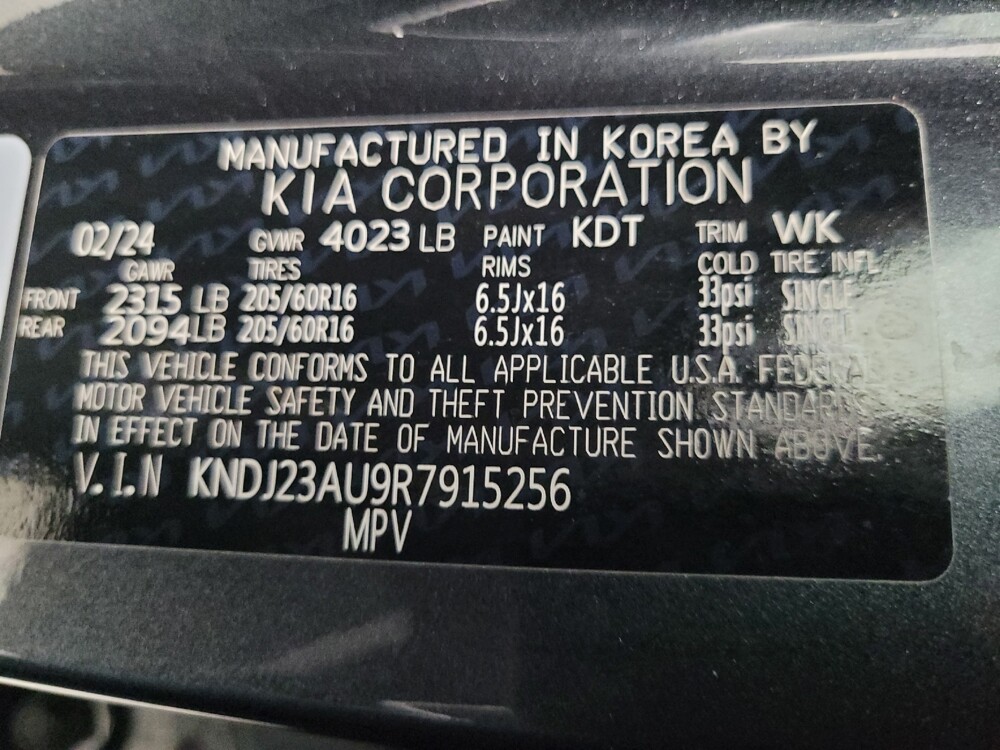 MANUFACTURED IN KOREA BY
KIA CORPORATION
02/24 GVWR 4023 LB PAINT KDT TRIM WK
GAWR TIRES RIMS COLD TIRE INFL
FRONT 2315 LB 205/60R16 6.5Jx16 33psi SINGLE
REAR 2094 LB 205/60R16 6.5Jx16 33psi SINGLE
THIS VEHICLE CONFORMS TO ALL APPLICABLE U.S.A. FEDERAL
MOTOR VEHICLE SAFETY AND THEFT PREVENTION STANDARDS
IN EFFECT ON THE DATE OF MANUFACTURE SHOWN ABOVE.
V.I.N KNDJ23AU9R7915256
MPV